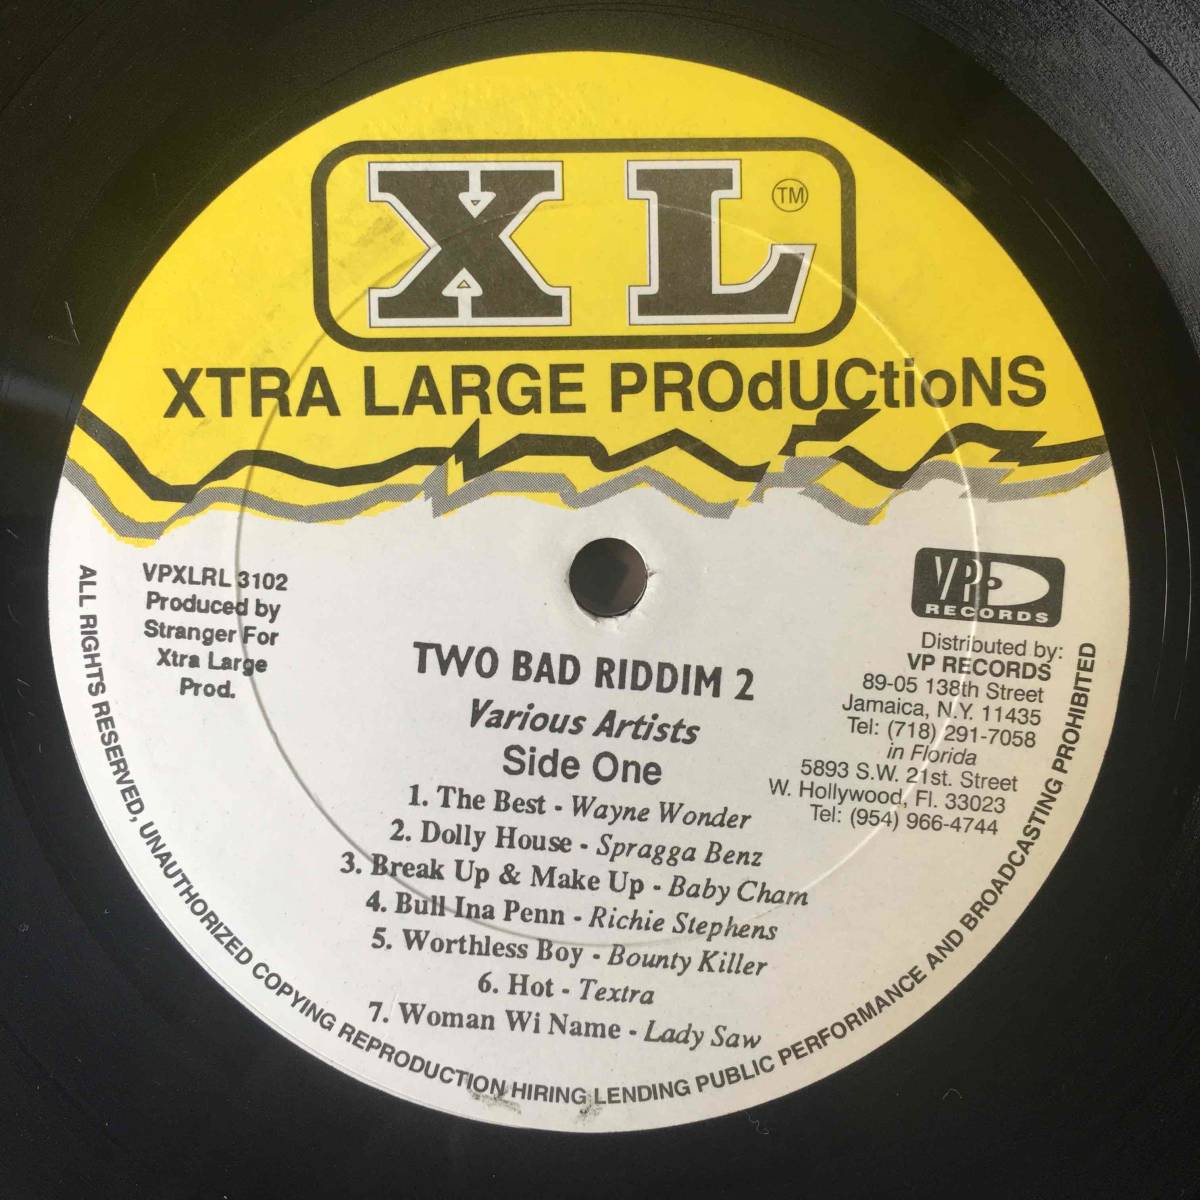 X L ™
XTRA LARGE PROdUCtioNS
VPXLRL 3102
Produced by
Stranger For
Xtra Large
Prod.
VP
RECORDS
Distributed by:
VP RECORDS
89-05 138th Street
Jamaica, N.Y. 11435
Tel: (718) 291-7058
in Florida
5893 S.W. 21st. Street
W. Hollywood, Fl. 33023
Tel: (954) 966-4744
TWO BAD RIDDIM 2
Various Artists
Side One
1. The Best - Wayne Wonder
2. Dolly House - Spragga Benz
3. Break Up & Make Up - Baby Cham
4. Bull Ina Penn - Richie Stephens
5. Worthless Boy - Bounty Killer
6. Hot - Textra
7. Woman Wi Name - Lady Saw
ALL RIGHTS RESERVED, UNAUTHORIZED COPYING REPRODUCTION HIRING LENDING PUBLIC PERFORMANCE AND BROADCASTING PROHIBITED